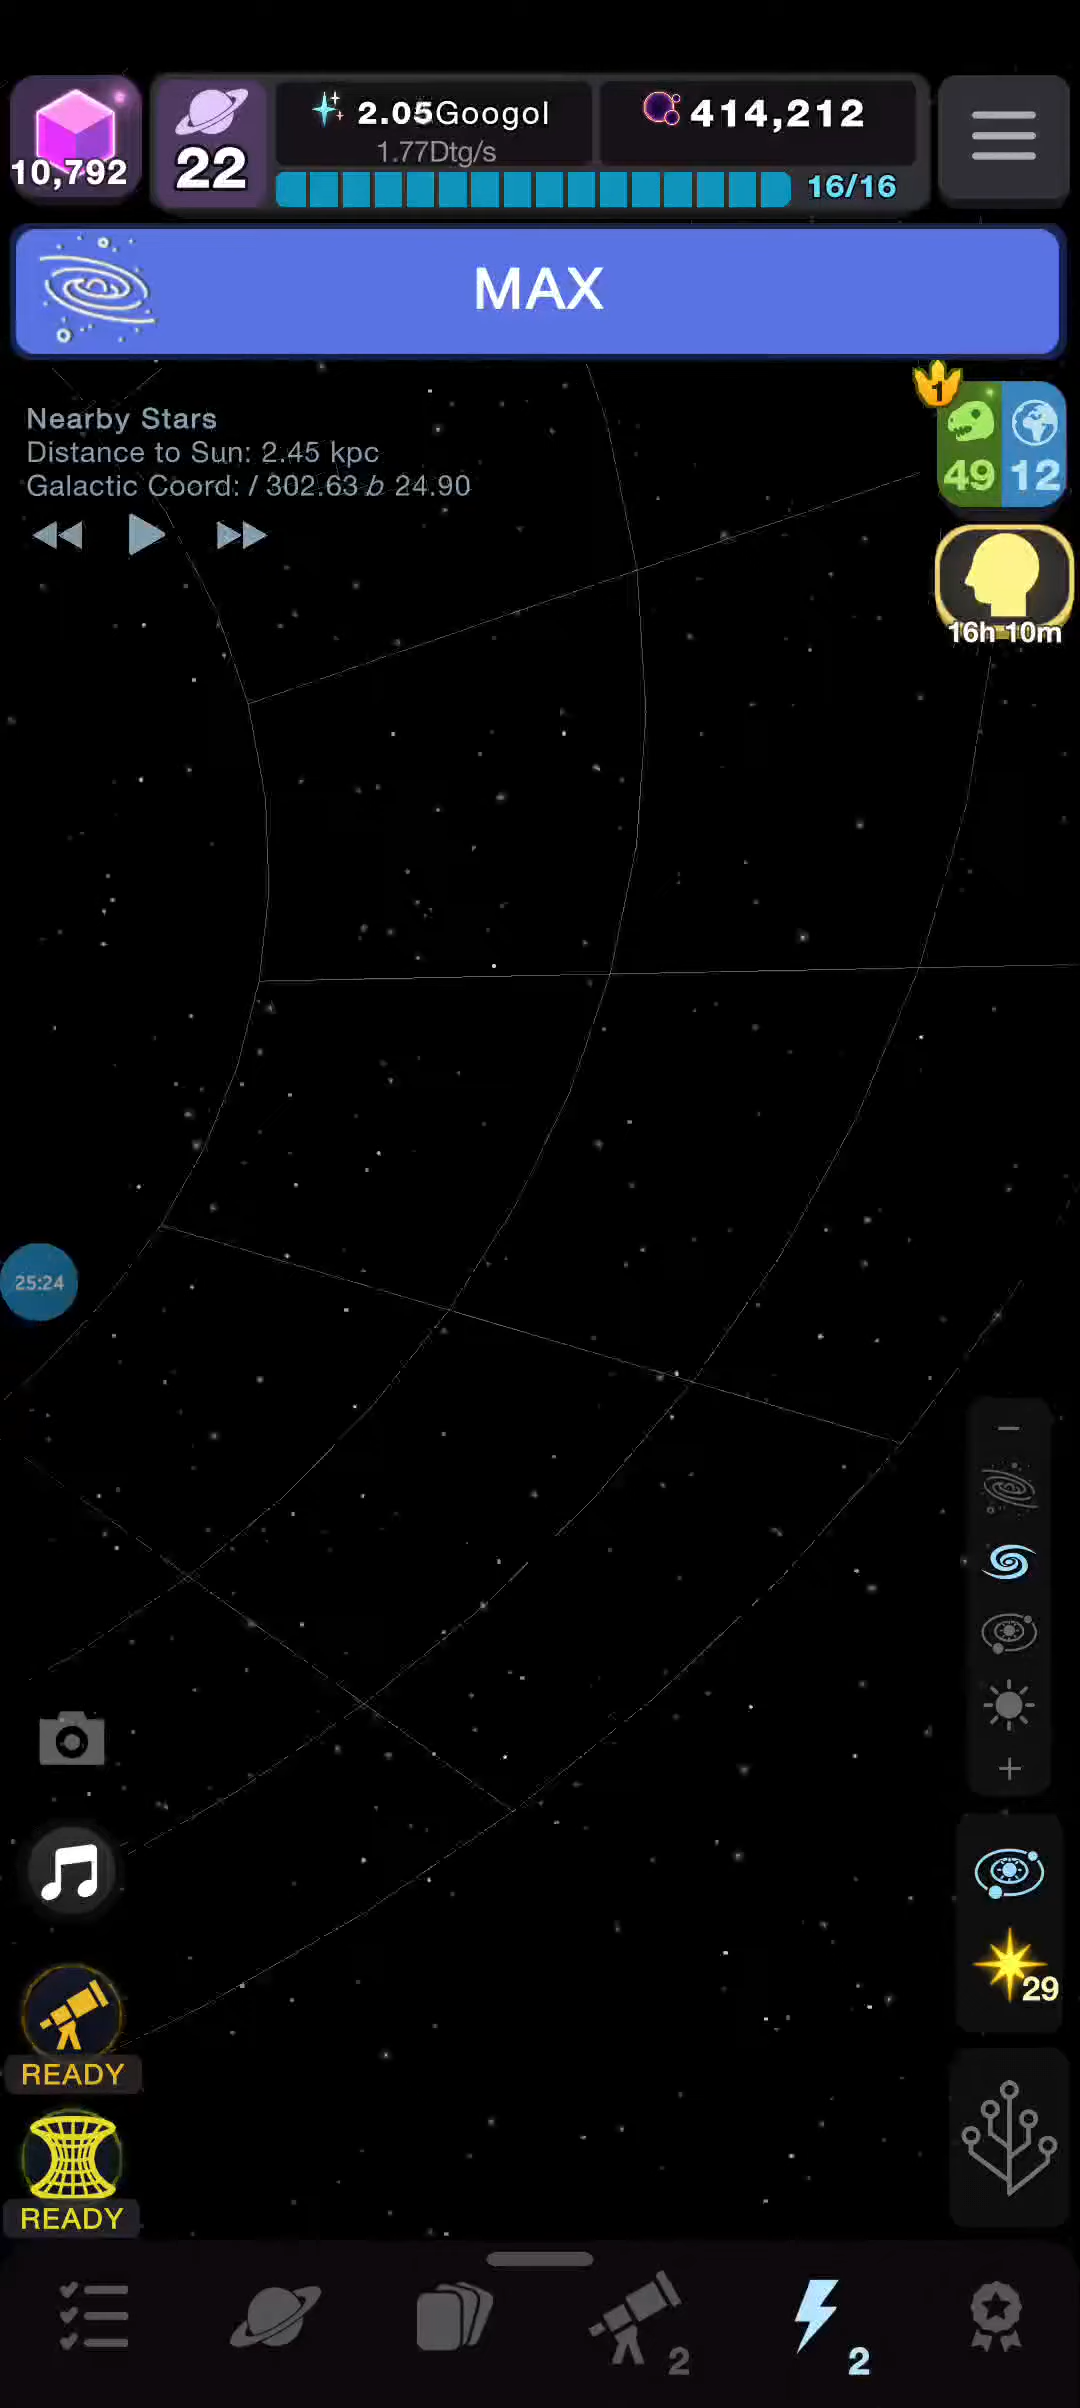 10,792
22
2.05Googol
1.77Dtg/s
414,212
16/16
MAX
Nearby Stars
Distance to Sun: 2.45 kpc
Galactic Coord: l 302.63 b 24.90
1
49
12
16h 10m
25:24
29
READY
READY
2
2